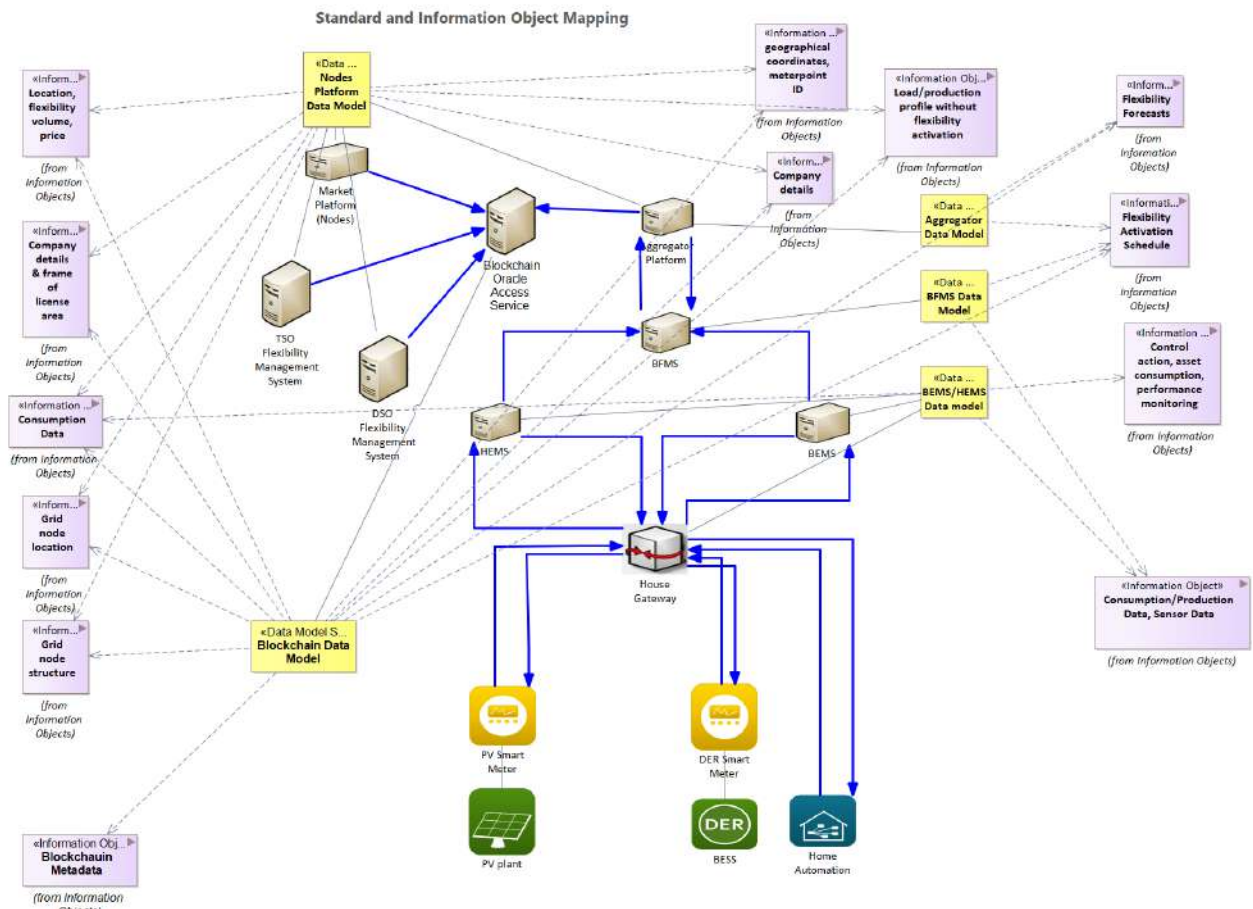 Standard and Information Object Mapping
«Inform...
Location,
flexibility
volume,
price
(from
Information
Objects)
«Data ...
Nodes
Platform
Data Model
«Information ...
geographical
coordinates,
meterpoint
ID
(from Information
Objects)
«Information Obj...
Load/production
profile without
flexibility
activation
(from Information
Objects)
«Informati...
Flexibility
Forecasts
(from Information
Objects)
«Inform...
Company
details
(from
Information
Objects)
Market
Platform
(Nodes)
Blockchain
Oracle
Access
Service
Aggregator
Platform
«Data ...
Aggregator
Data Model
«Informati...
Flexibility
Activation
Schedule
(from Information
Objects)
«Inform...
Company
details
& frame
of
license
area
(from
Information
Objects)
TSO
Flexibility
Management
System
DSO
Flexibility
Management
System
BFMS
«Data ...
BFMS Data
Model
«Information ...
Control
action, asset
consumption,
performance
monitoring
(from Information
Objects)
«Data ...
BEMS/HEMS
Data model
«Information ...
Consumption
Data
(from Information
Objects)
HEMS
BEMS
«Inform...
Grid
node
location
(from
Information
Objects)
House
Gateway
«Information Object»
Consumption/Production
Data, Sensor Data
(from Information Objects)
«Inform...
Grid
node
structure
(from
Information
Objects)
«Data Model S...
Blockchain Data
Model
PV Smart
Meter
DER Smart
Meter
DER
PV plant
BESS
Home
Automation
«Information Obj...
Blockchauin
Metadata
(from Information
Objects)